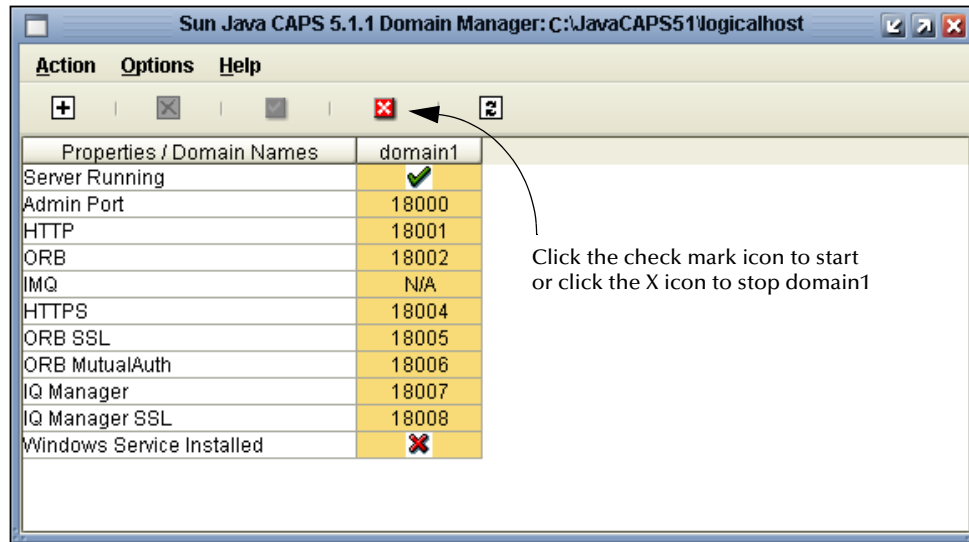 Sun Java CAPS 5.1.1 Domain Manager: C:\JavaCAPS51\logicalhost
Action Options Help
Properties / Domain Names domain1
Server Running
Admin Port 18000
HTTP 18001
ORB 18002
IMQ N/A
HTTPS 18004
ORB SSL 18005
ORB MutualAuth 18006
IQ Manager 18007
IQ Manager SSL 18008
Windows Service Installed
Click the check mark icon to start
or click the X icon to stop domain1